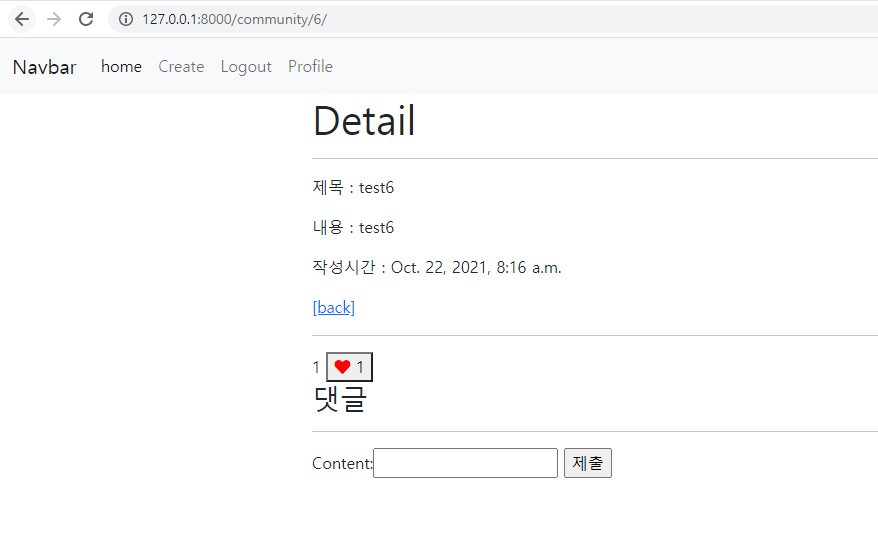 127.0.0.1:8000/community/6/
Navbar home Create Logout Profile
Detail
제목 : test6
내용 : test6
작성시간 : Oct. 22, 2021, 8:16 a.m.
[back]
1 ♥ 1
댓글
Content: 제출